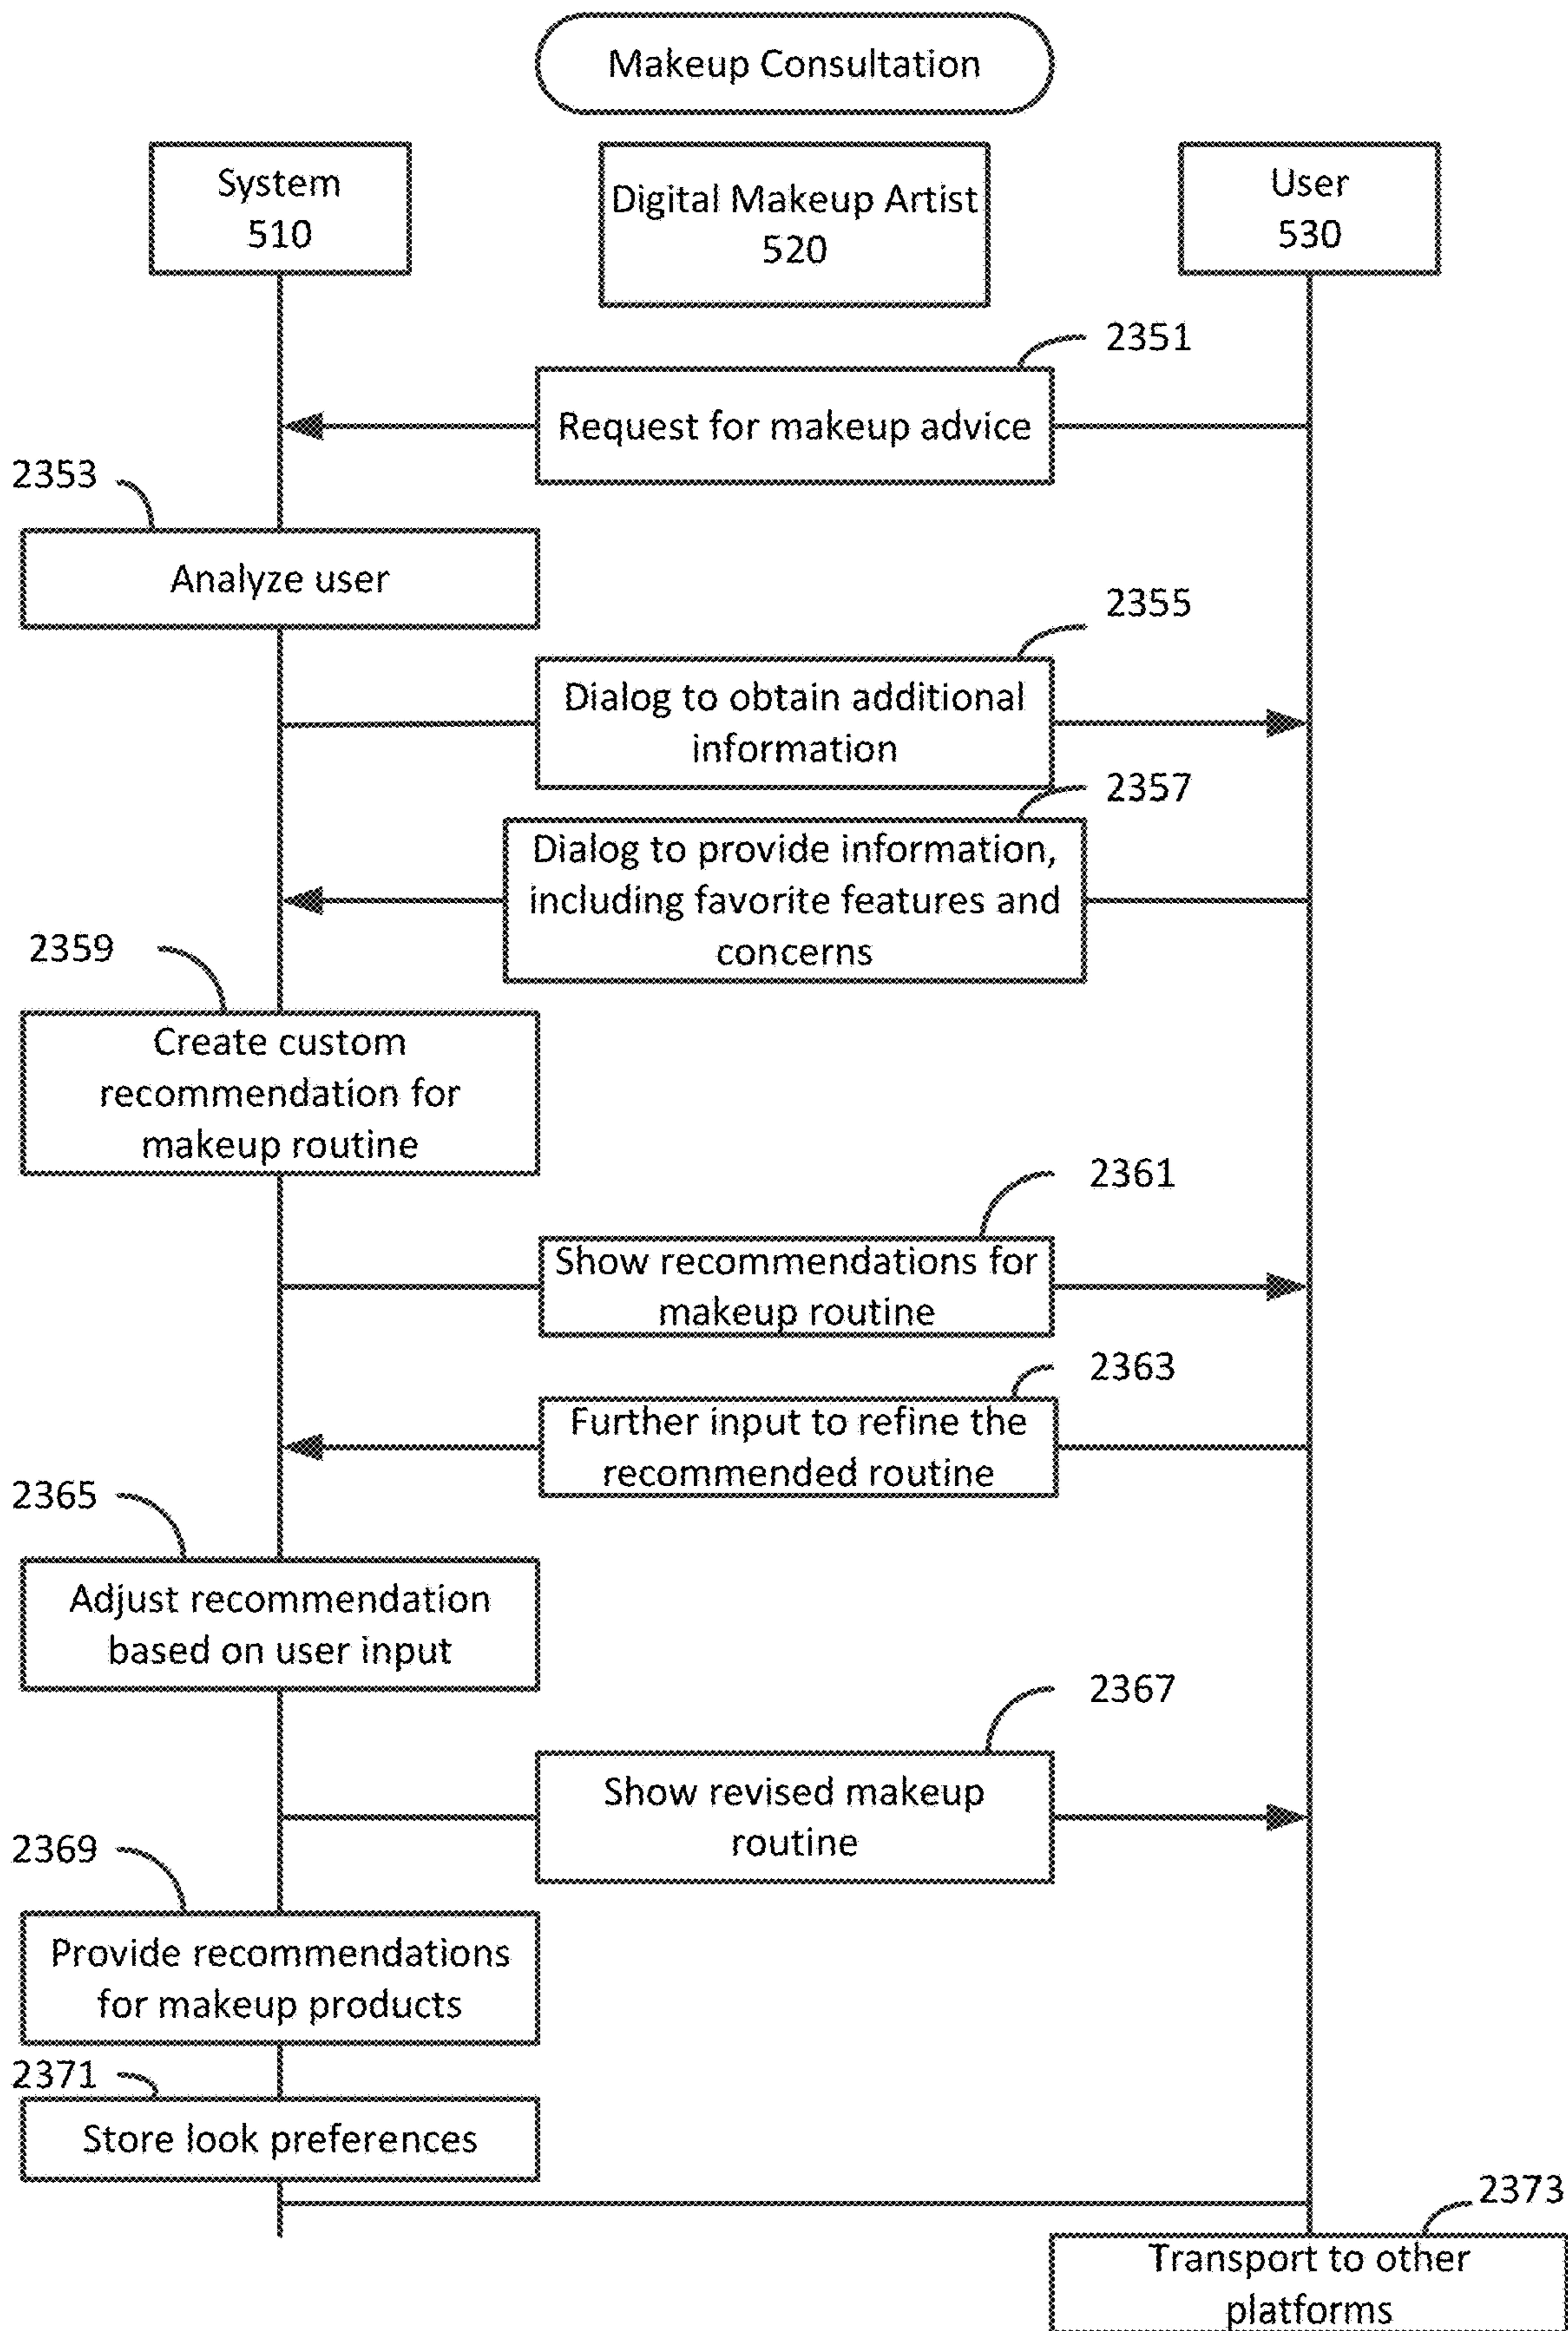 Makeup Consultation
System
510
Digital Makeup Artist
520
User
530
2351
Request for makeup advice
2353
Analyze user
2355
Dialog to obtain additional
information
2357
Dialog to provide information,
including favorite features and
concerns
2359
Create custom
recommendation for
makeup routine
2361
Show recommendations for
makeup routine
2363
Further input to refine the
recommended routine
2365
Adjust recommendation
based on user input
2367
Show revised makeup
routine
2369
Provide recommendations
for makeup products
2371
Store look preferences
2373
Transport to other
platforms